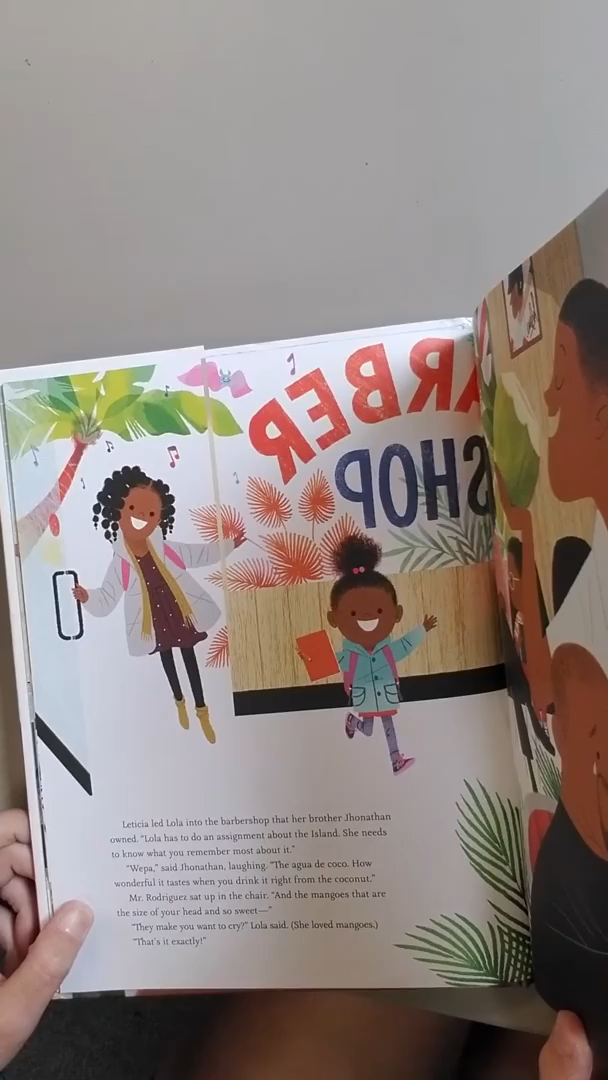 BARBER
SHOP
Leticia led Lola into the barbershop that her brother Jhonathan
owned. "Lola has to do an assignment about the Island. She needs
to know what you remember most about it."
"Wepa," said Jhonathan, laughing. "The agua de coco. How
wonderful it tastes when you drink it right from the coconut."
Mr. Rodriguez sat up in the chair. "And the mangoes that are
the size of your head and so sweet—"
"They make you want to cry?" Lola said. (She loved mangoes.)
"That's it exactly!"